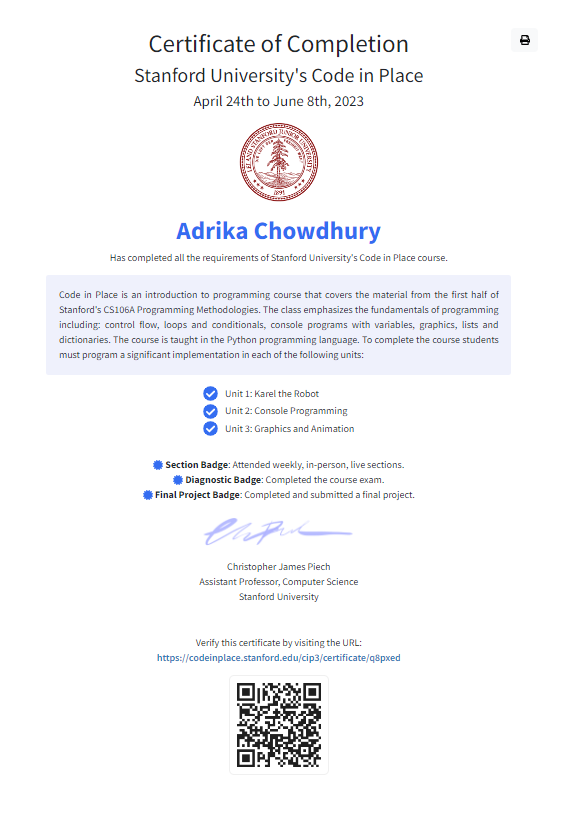 Certificate of Completion
Stanford University's Code in Place
April 24th to June 8th, 2023
LELAND STANFORD JUNIOR UNIVERSITY
1891
Adrika Chowdhury
Has completed all the requirements of Stanford University's Code in Place course.
Code in Place is an introduction to programming course that covers the material from the first half of
Stanford's CS106A Programming Methodologies. The class emphasizes the fundamentals of programming
including: control flow, loops and conditionals, console programs with variables, graphics, lists and
dictionaries. The course is taught in the Python programming language. To complete the course students
must program a significant implementation in each of the following units:
Unit 1: Karel the Robot
Unit 2: Console Programming
Unit 3: Graphics and Animation
Section Badge: Attended weekly, in-person, live sections.
Diagnostic Badge: Completed the course exam.
Final Project Badge: Completed and submitted a final project.
Christopher James Piech
Assistant Professor, Computer Science
Stanford University
Verify this certificate by visiting the URL:
https://codeinplace.stanford.edu/cip3/certificate/q8pxed